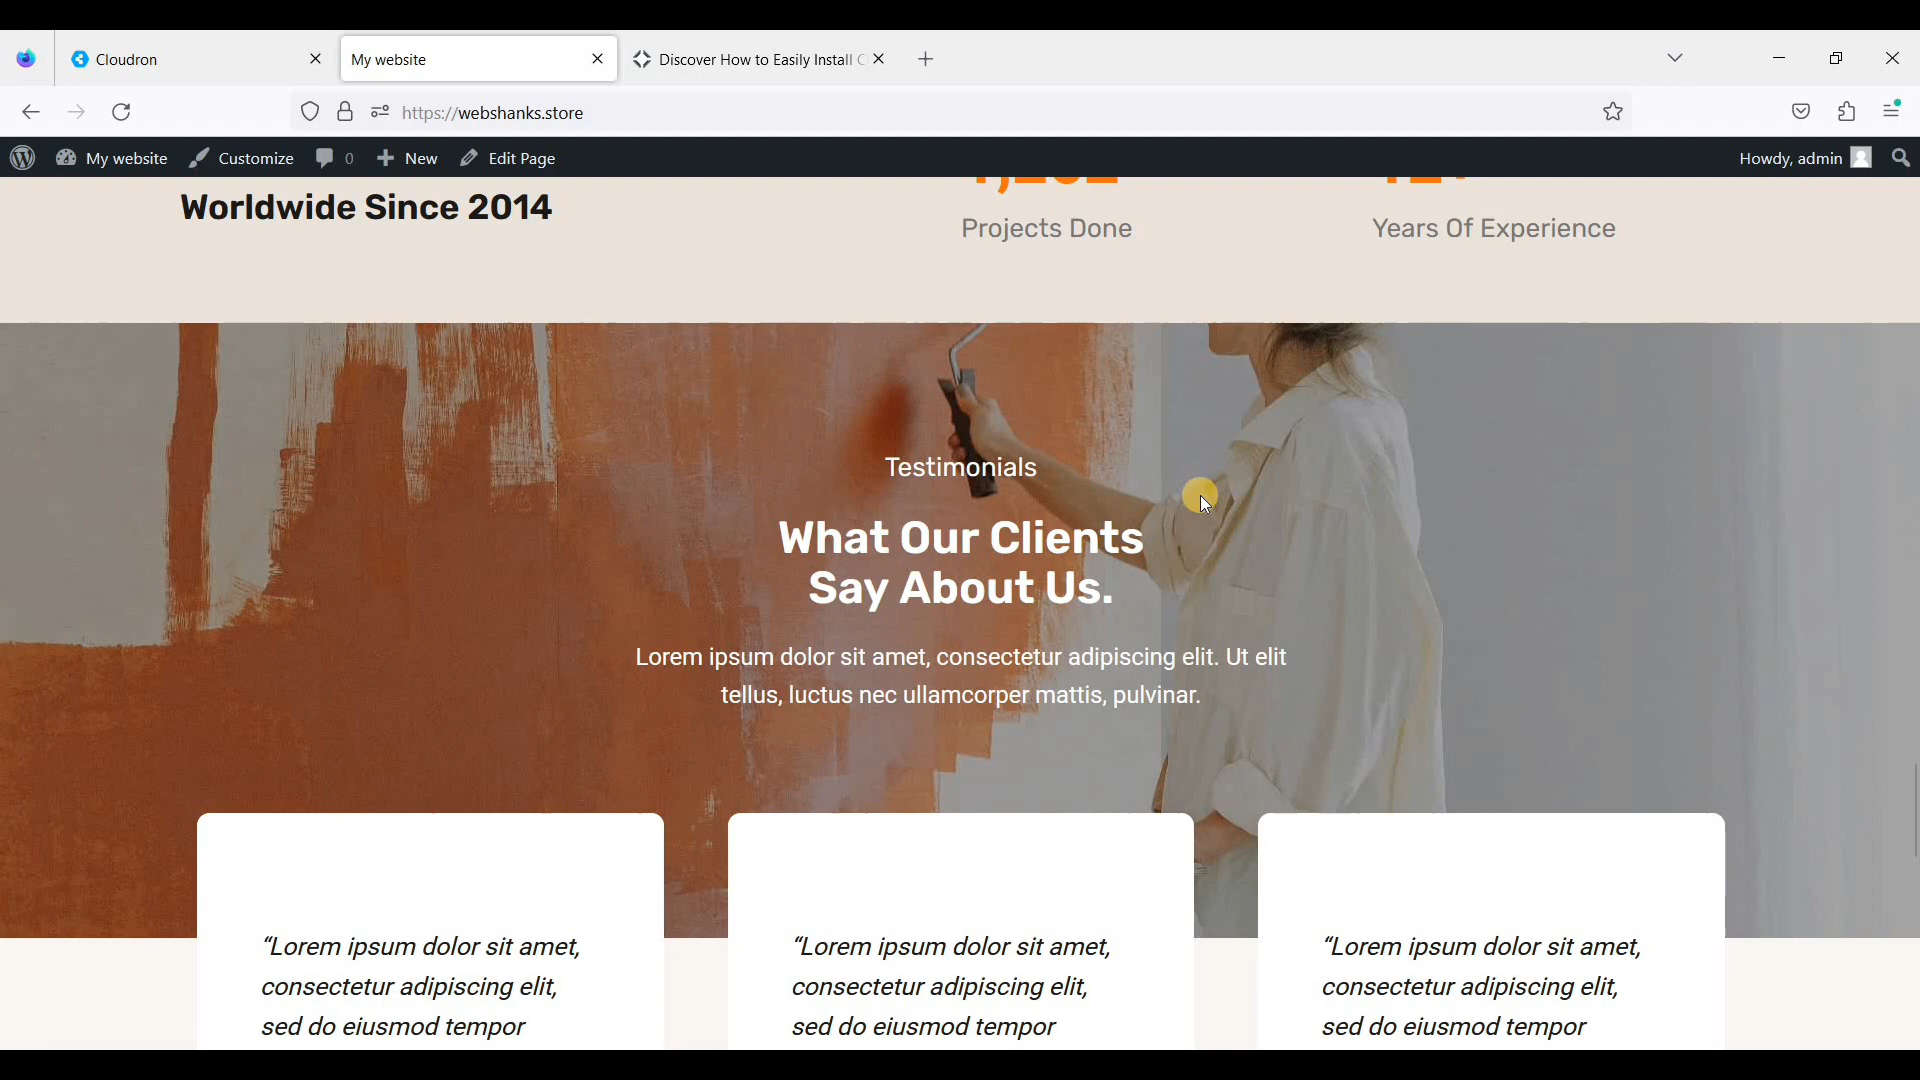 Cloudron
My website
Discover How to Easily Install C
https://webshanks.store
My website
Customize
0
New
Edit Page
Howdy, admin
Worldwide Since 2014
Projects Done
Years Of Experience
Testimonials
What Our Clients
Say About Us.
Lorem ipsum dolor sit amet, consectetur adipiscing elit. Ut elit
tellus, luctus nec ullamcorper mattis, pulvinar.
“Lorem ipsum dolor sit amet,
consectetur adipiscing elit,
sed do eiusmod tempor
“Lorem ipsum dolor sit amet,
consectetur adipiscing elit,
sed do eiusmod tempor
“Lorem ipsum dolor sit amet,
consectetur adipiscing elit,
sed do eiusmod tempor